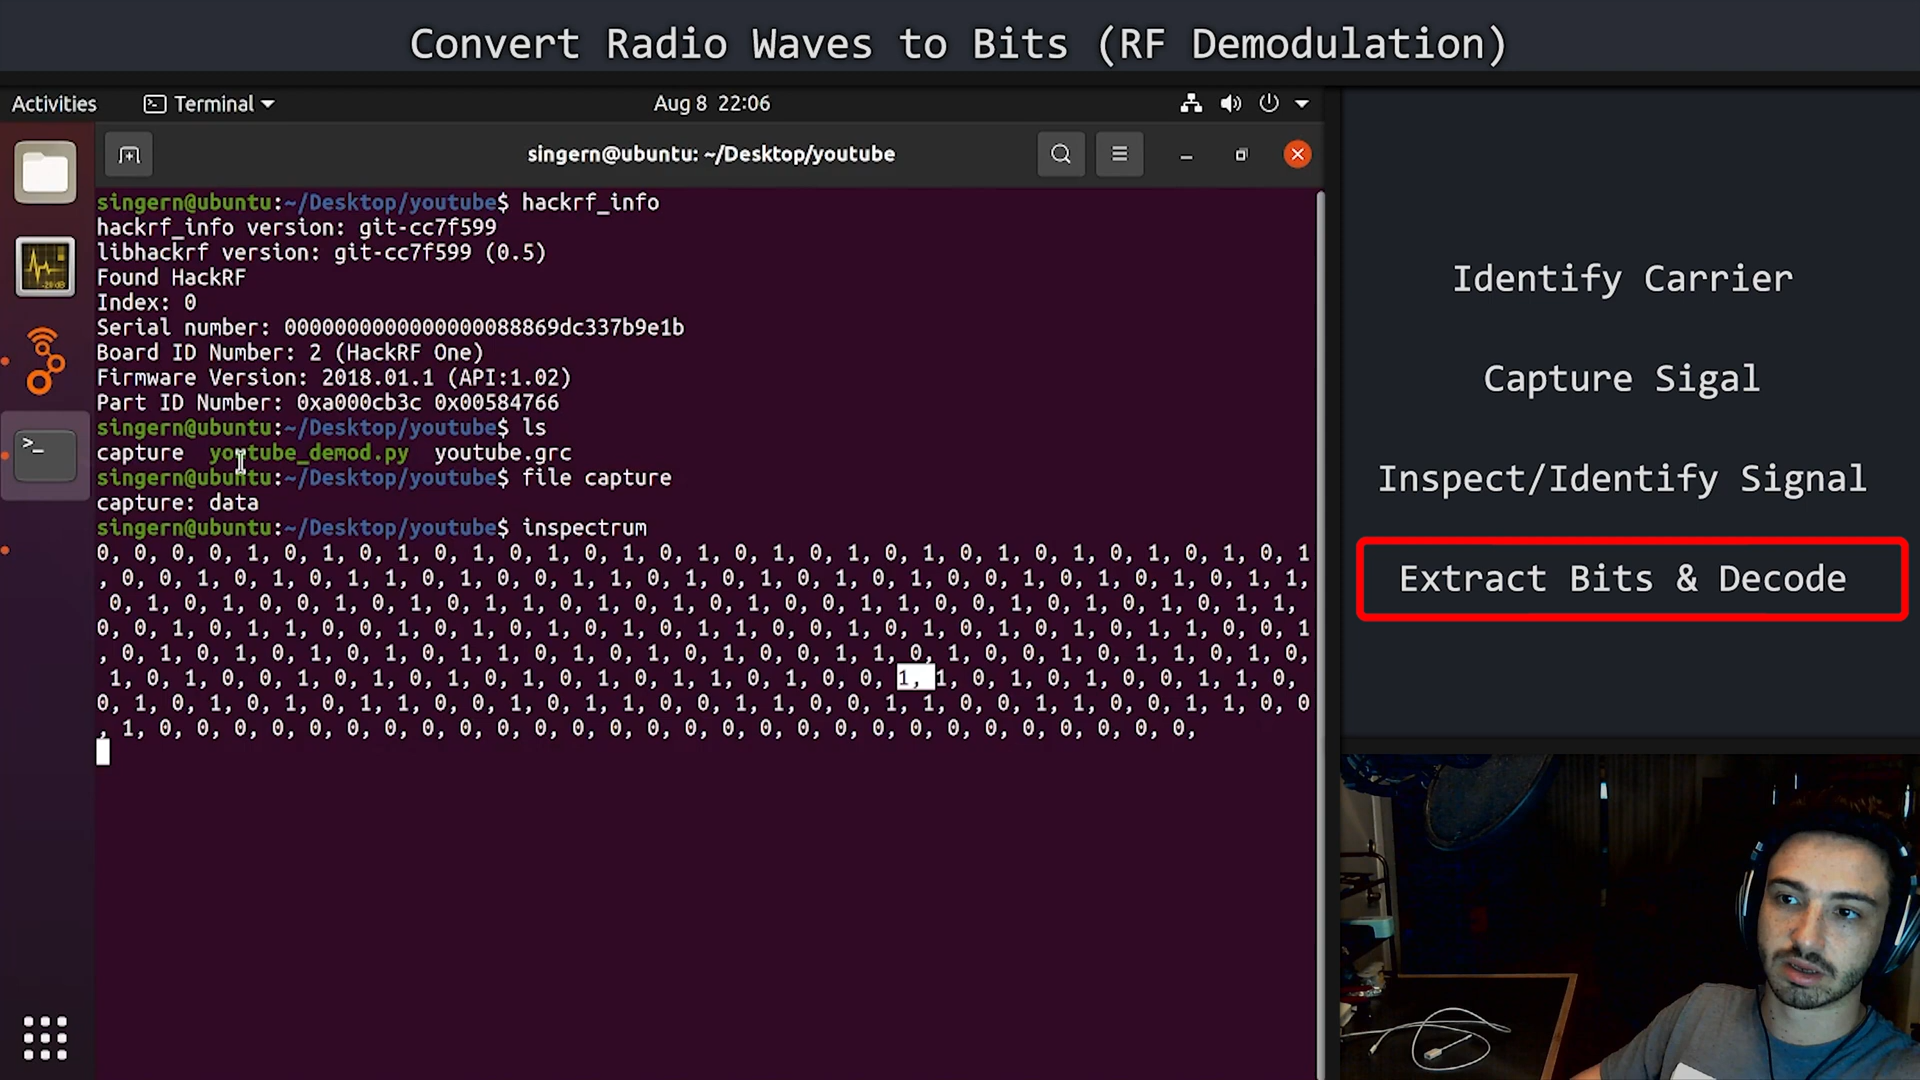 Convert Radio Waves to Bits (RF Demodulation)
Activities
Terminal
Aug 8 22:06
singern@ubuntu: ~/Desktop/youtube
singern@ubuntu:~/Desktop/youtube$ hackrf_info
hackrf_info version: git-cc7f599
libhackrf version: git-cc7f599 (0.5)
Found HackRF
Index: 0
Serial number: 0000000000000000088869dc337b9e1b
Board ID Number: 2 (HackRF One)
Firmware Version: 2018.01.1 (API:1.02)
Part ID Number: 0xa000cb3c 0x00584766
singern@ubuntu:~/Desktop/youtube$ ls
capture youtube_demod.py youtube.grc
singern@ubuntu:~/Desktop/youtube$ file capture
capture: data
singern@ubuntu:~/Desktop/youtube$ inspectrum
0, 0, 0, 0, 1, 0, 1, 0, 1, 0, 1, 0, 1, 0, 1, 0, 1, 0, 1, 0, 1, 0, 1, 0, 1, 0, 1, 0, 1, 0, 1, 0, 1
, 0, 0, 1, 0, 1, 0, 1, 1, 0, 1, 0, 0, 1, 0, 1, 1, 0, 1, 0, 1, 0, 1, 0, 1, 0, 1, 0, 1, 0, 0, 1, 1,
0, 1, 0, 1, 0, 0, 1, 0, 1, 0, 1, 0, 0, 1, 0, 1, 0, 1, 0, 0, 1, 1, 0, 0, 1, 0, 1, 0, 1, 0, 1, 1,
0, 0, 1, 0, 1, 1, 0, 1, 0, 1, 0, 0, 1, 0, 1, 0, 1, 1, 0, 0, 1, 0, 1, 0, 1, 0, 1, 0, 1, 1, 0, 0, 1
, 0, 1, 0, 1, 0, 1, 0, 1, 0, 1, 1, 0, 1, 0, 1, 0, 1, 0, 0, 1, 1, 0, 1, 0, 0, 1, 0, 1, 1, 0, 1, 0,
1, 0, 1, 0, 1, 0, 1, 0, 1, 0, 1, 0, 1, 0, 1, 1, 0, 1, 0, 0, 1, 1, 0, 1, 0, 1, 0, 0, 1, 1, 0,
0, 1, 0, 1, 0, 1, 0, 1, 1, 0, 1, 0, 1, 0, 1, 0, 0, 1, 1, 0, 0, 1, 1, 0, 0, 1, 0, 1, 0, 1, 1, 0, 0
, 1, 0, 0, 0, 0, 0, 0, 0, 0, 0, 0, 0, 0, 0, 0, 0, 0, 0, 0, 0, 0, 0, 0, 0, 0, 0, 0, 0, 0,
Identify Carrier
Capture Sigal
Inspect/Identify Signal
Extract Bits & Decode